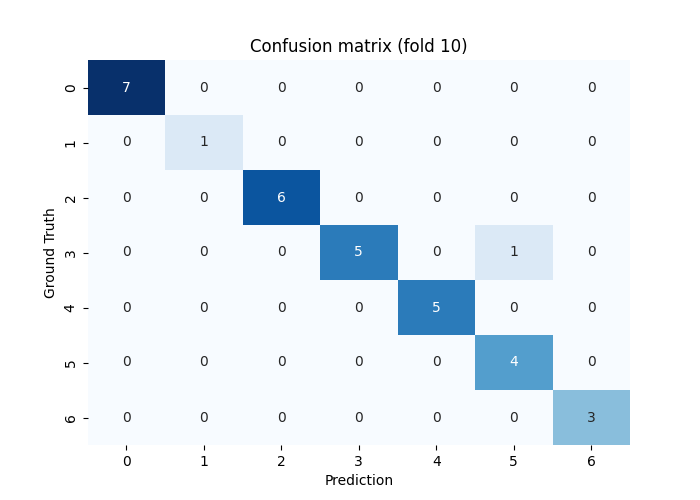 Confusion matrix (fold 10)
Ground Truth
0 7 0 0 0 0 0 0
1 0 1 0 0 0 0 0
2 0 0 6 0 0 0 0
3 0 0 0 5 0 1 0
4 0 0 0 0 5 0 0
5 0 0 0 0 0 4 0
6 0 0 0 0 0 0 3
0 1 2 3 4 5 6
Prediction